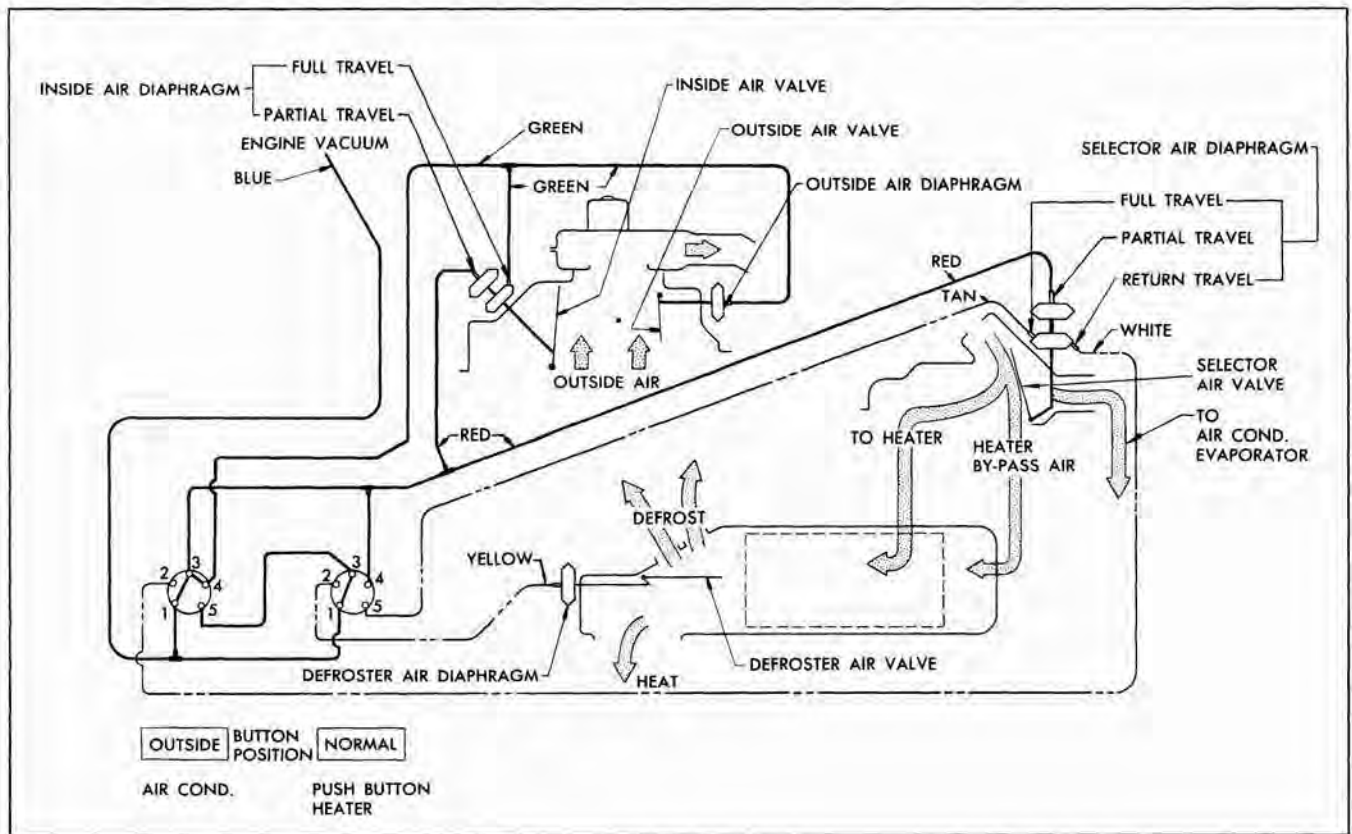 FULL TRAVEL
INSIDE AIR DIAPHRAGM
PARTIAL TRAVEL
ENGINE VACUUM
BLUE
GREEN
GREEN
INSIDE AIR VALVE
OUTSIDE AIR VALVE
OUTSIDE AIR DIAPHRAGM
SELECTOR AIR DIAPHRAGM
FULL TRAVEL
PARTIAL TRAVEL
RETURN TRAVEL
RED
TAN
WHITE
OUTSIDE AIR
SELECTOR
AIR VALVE
TO
AIR COND.
EVAPORATOR
TO HEATER
HEATER
BY-PASS AIR
RED
DEFROST
YELLOW
2 3 4
1 5
2 3 4
1 5
DEFROSTER AIR DIAPHRAGM
HEAT
DEFROSTER AIR VALVE
OUTSIDE
BUTTON
POSITION
NORMAL
AIR COND.
PUSH BUTTON
HEATER